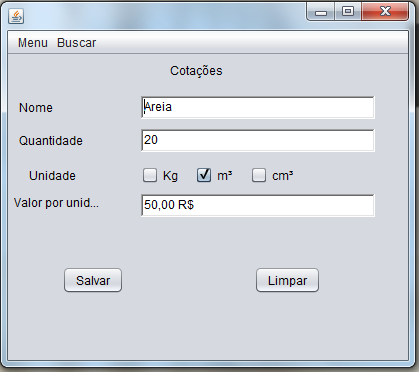 Menu Buscar
Cotações
Nome Areia
Quantidade 20
Unidade Kg m³ cm³
Valor por unid... 50,00 R$
Salvar Limpar